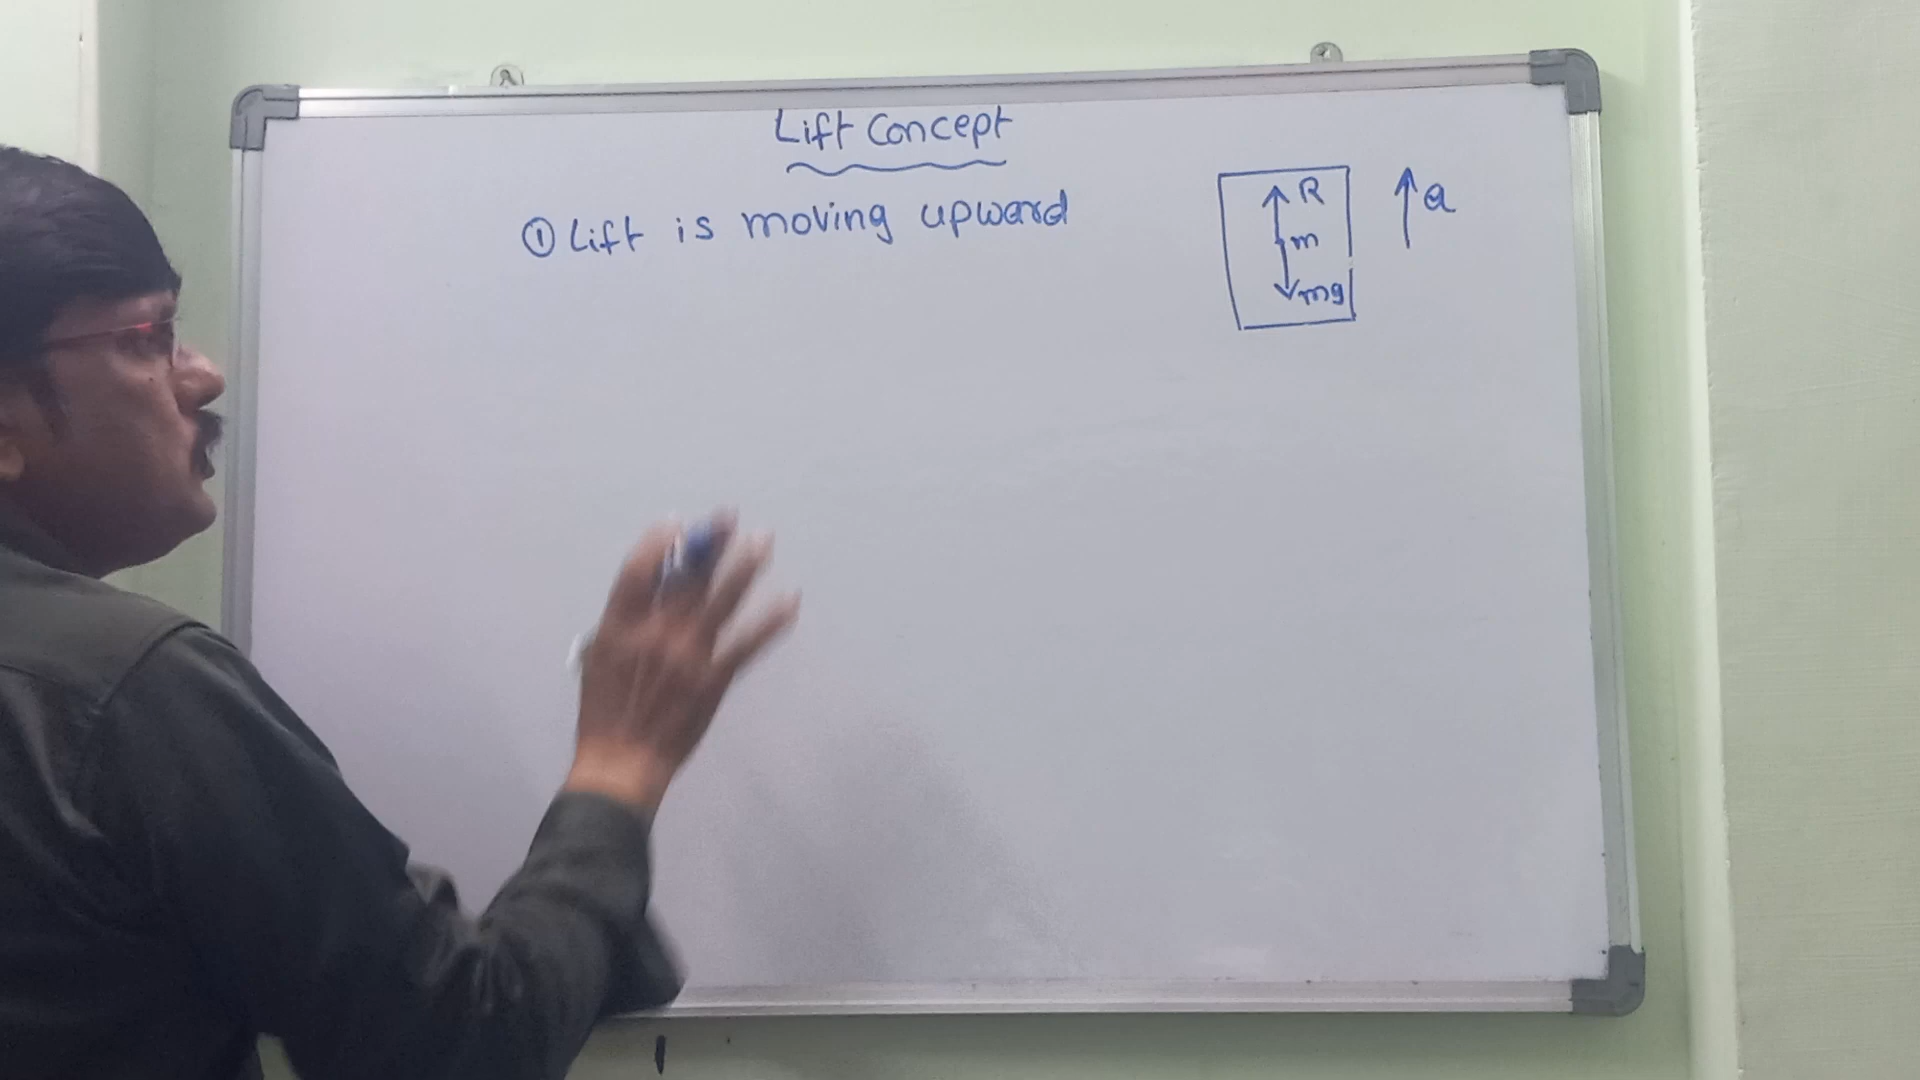 Lift Concept
① Lift is moving upward
R
a
m
mg